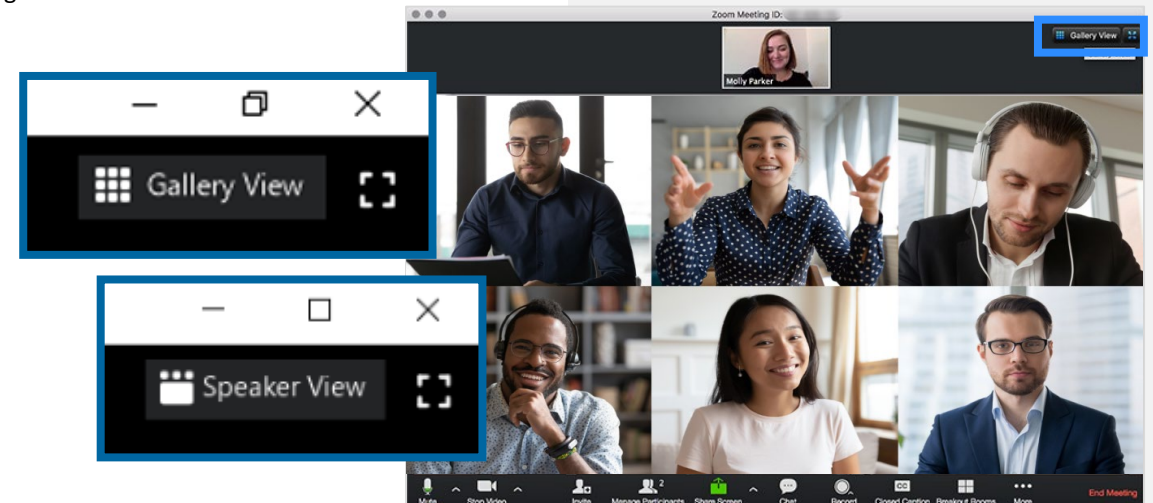 g
Zoom Meeting ID:
Gallery View
Molly Parker
Gallery View
Speaker View
Mute
Stop Video
Invite
2
Manage Participants
Share Screen
Chat
Record
CC
Closed Caption
Breakout Rooms
More
End Meeting